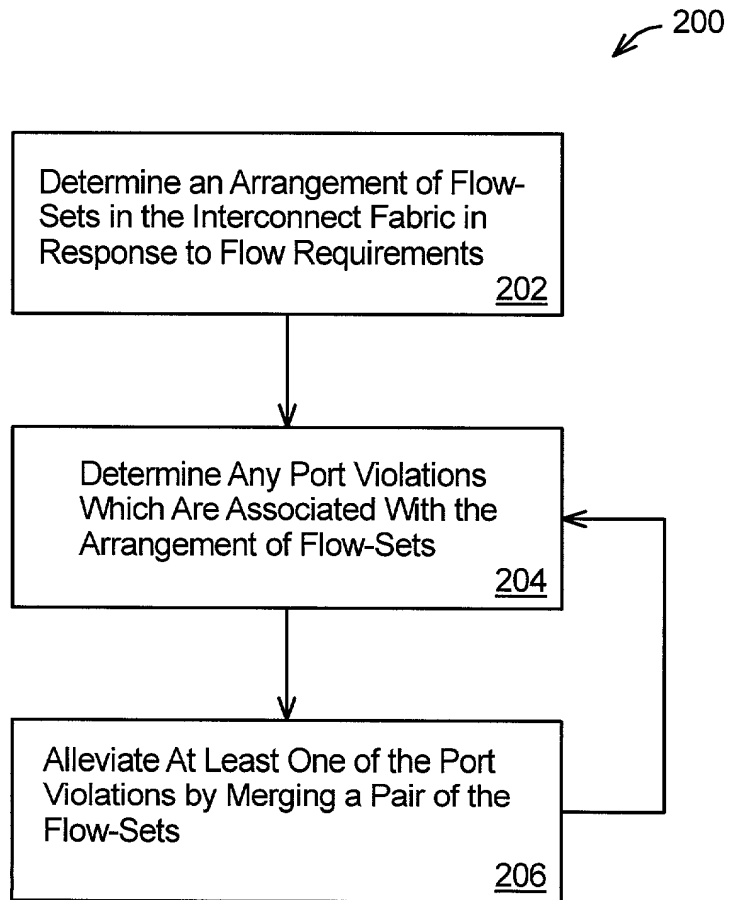 200
Determine an Arrangement of Flow-
Sets in the Interconnect Fabric in
Response to Flow Requirements
202
Determine Any Port Violations
Which Are Associated With the
Arrangement of Flow-Sets
204
Alleviate At Least One of the Port
Violations by Merging a Pair of the
Flow-Sets
206